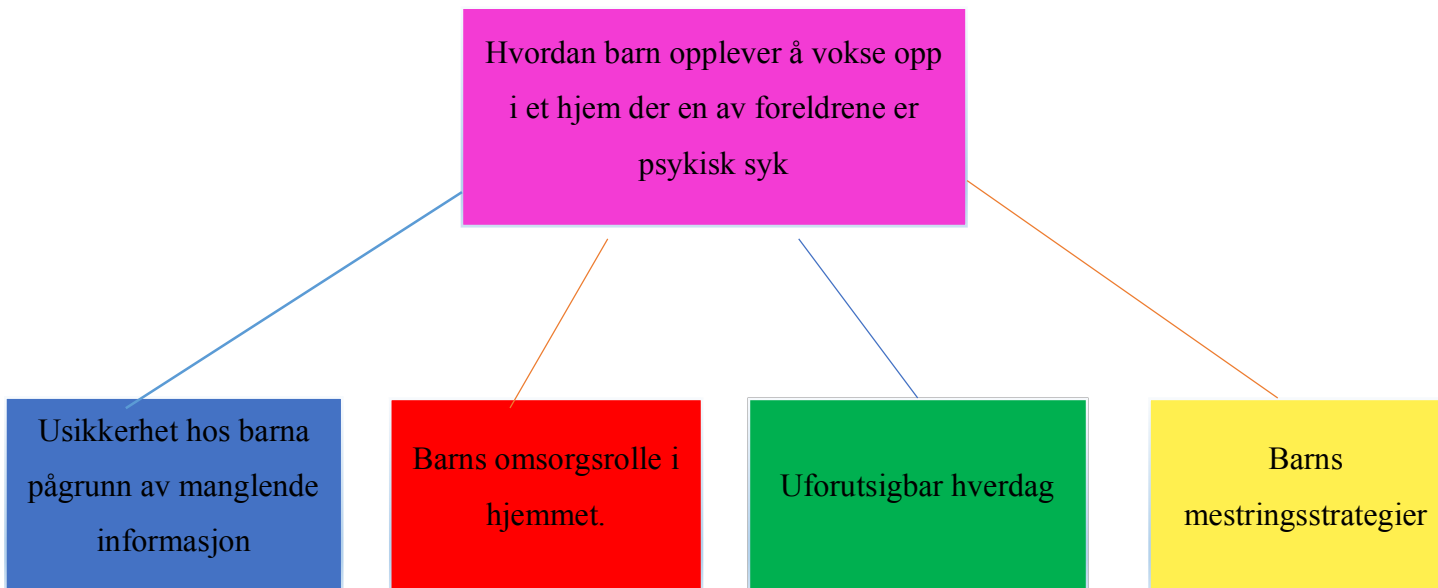 Hvordan barn opplever å vokse opp
i et hjem der en av foreldrene er
psykisk syk
Usikkerhet hos barna
pågrunn av manglende
informasjon
Barns omsorgsrolle i
hjemmet.
Uforutsigbar hverdag
Barns
mestringsstrategier